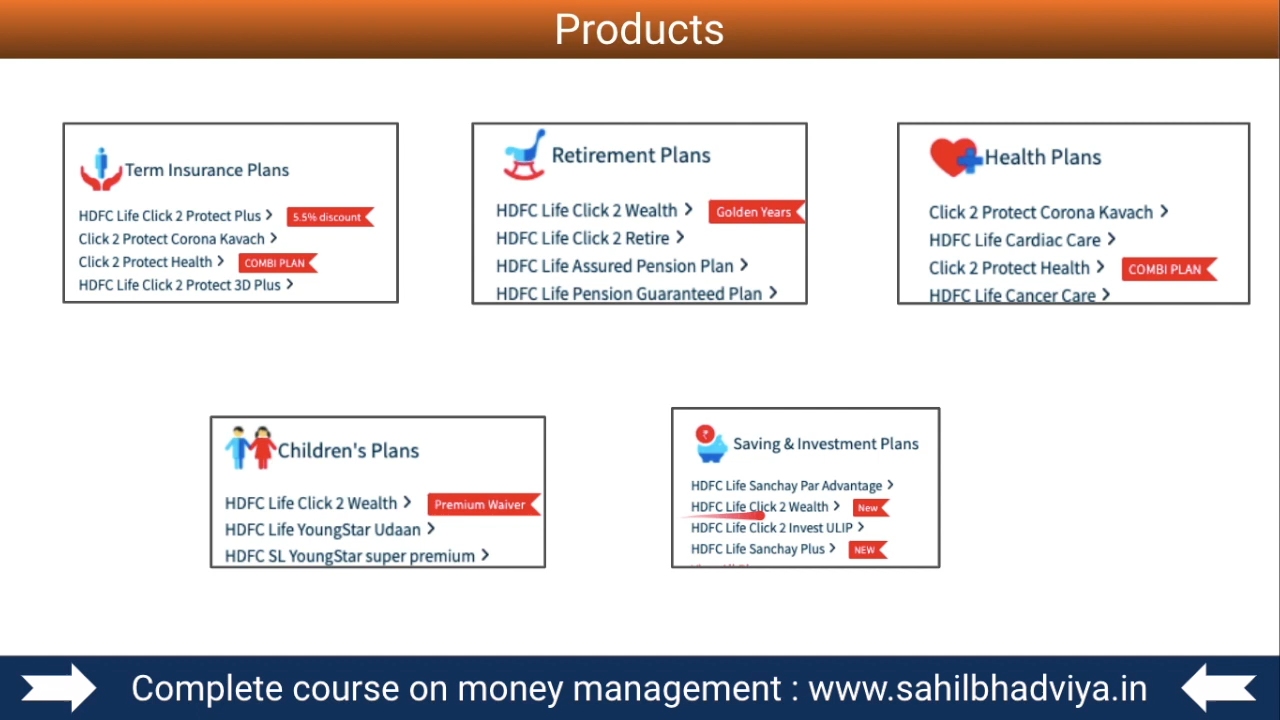 Products
Term Insurance Plans
HDFC Life Click 2 Protect Plus
5.5% discount
Click 2 Protect Corona Kavach
Click 2 Protect Health
COMBI PLAN
HDFC Life Click 2 Protect 3D Plus
Retirement Plans
HDFC Life Click 2 Wealth
Golden Years
HDFC Life Click 2 Retire
HDFC Life Assured Pension Plan
HDFC Life Pension Guaranteed Plan
Health Plans
Click 2 Protect Corona Kavach
HDFC Life Cardiac Care
Click 2 Protect Health
COMBI PLAN
HDFC Life Cancer Care
Children's Plans
HDFC Life Click 2 Wealth
Premium Waiver
HDFC Life YoungStar Udaan
HDFC SL YoungStar super premium
₹
Saving & Investment Plans
HDFC Life Sanchay Par Advantage
HDFC Life Click 2 Wealth
New
HDFC Life Click 2 Invest ULIP
HDFC Life Sanchay Plus
NEW
Complete course on money management : www.sahilbhadviya.in